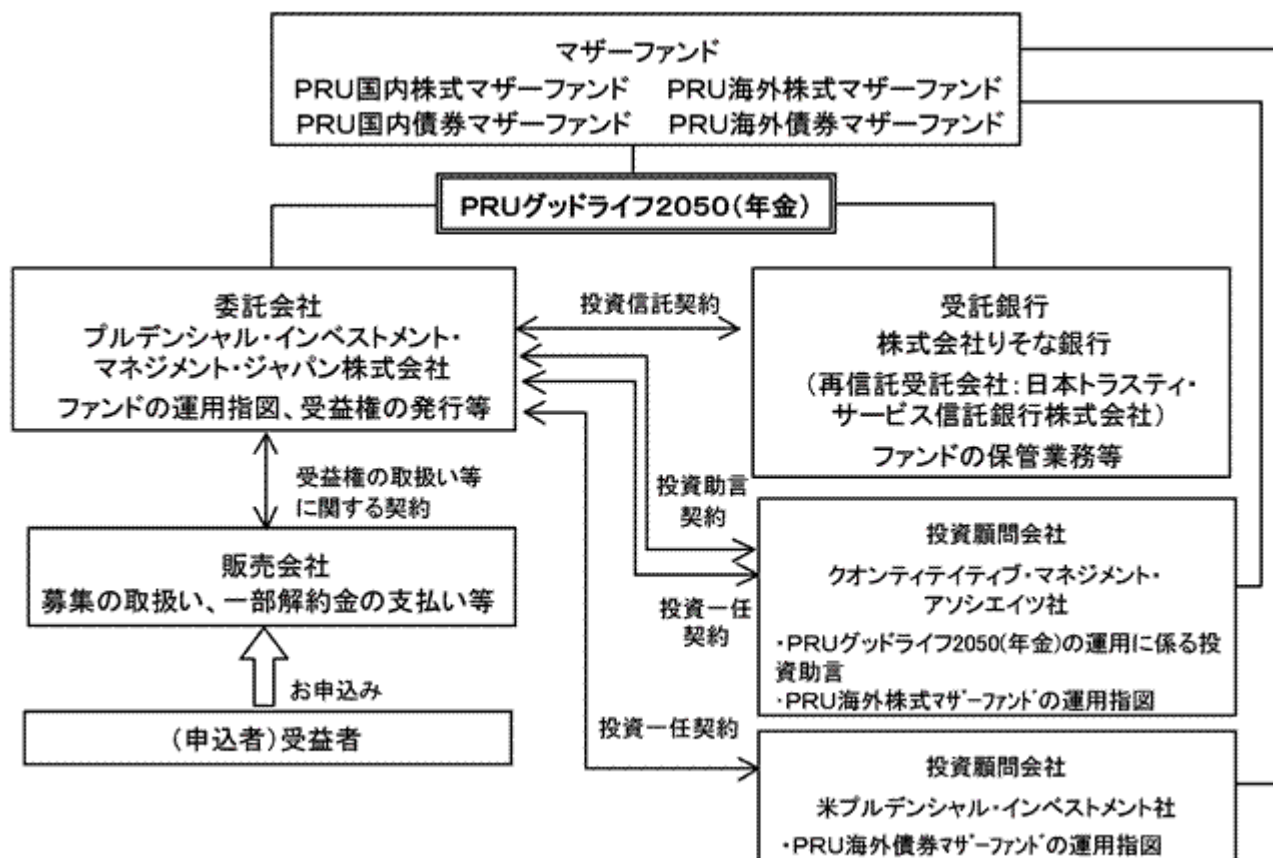 マザーファンド
PRU国内株式マザーファンド PRU海外株式マザーファンド
PRU国内債券マザーファンド PRU海外債券マザーファンド
PRUグッドライフ2050(年金)
委託会社
プルデンシャル・インベストメント・
マネジメント・ジャパン株式会社
ファンドの運用指図、受益権の発行等
投資信託契約
受託銀行
株式会社りそな銀行
(再信託受託会社:日本トラスティ・
サービス信託銀行株式会社)
ファンドの保管業務等
受益権の取扱い等
に関する契約
投資助言
契約
販売会社
募集の取扱い、一部解約金の支払い等
投資顧問会社
クオンティテイティブ・マネジメント・
アソシエイツ社
・PRUグッドライフ2050(年金)の運用に係る投
資助言
・PRU海外株式マザーファンドの運用指図
投資一任
契約
お申込み
(申込者)受益者
投資一任契約
投資顧問会社
米プルデンシャル・インベストメント社
・PRU海外債券マザーファンドの運用指図